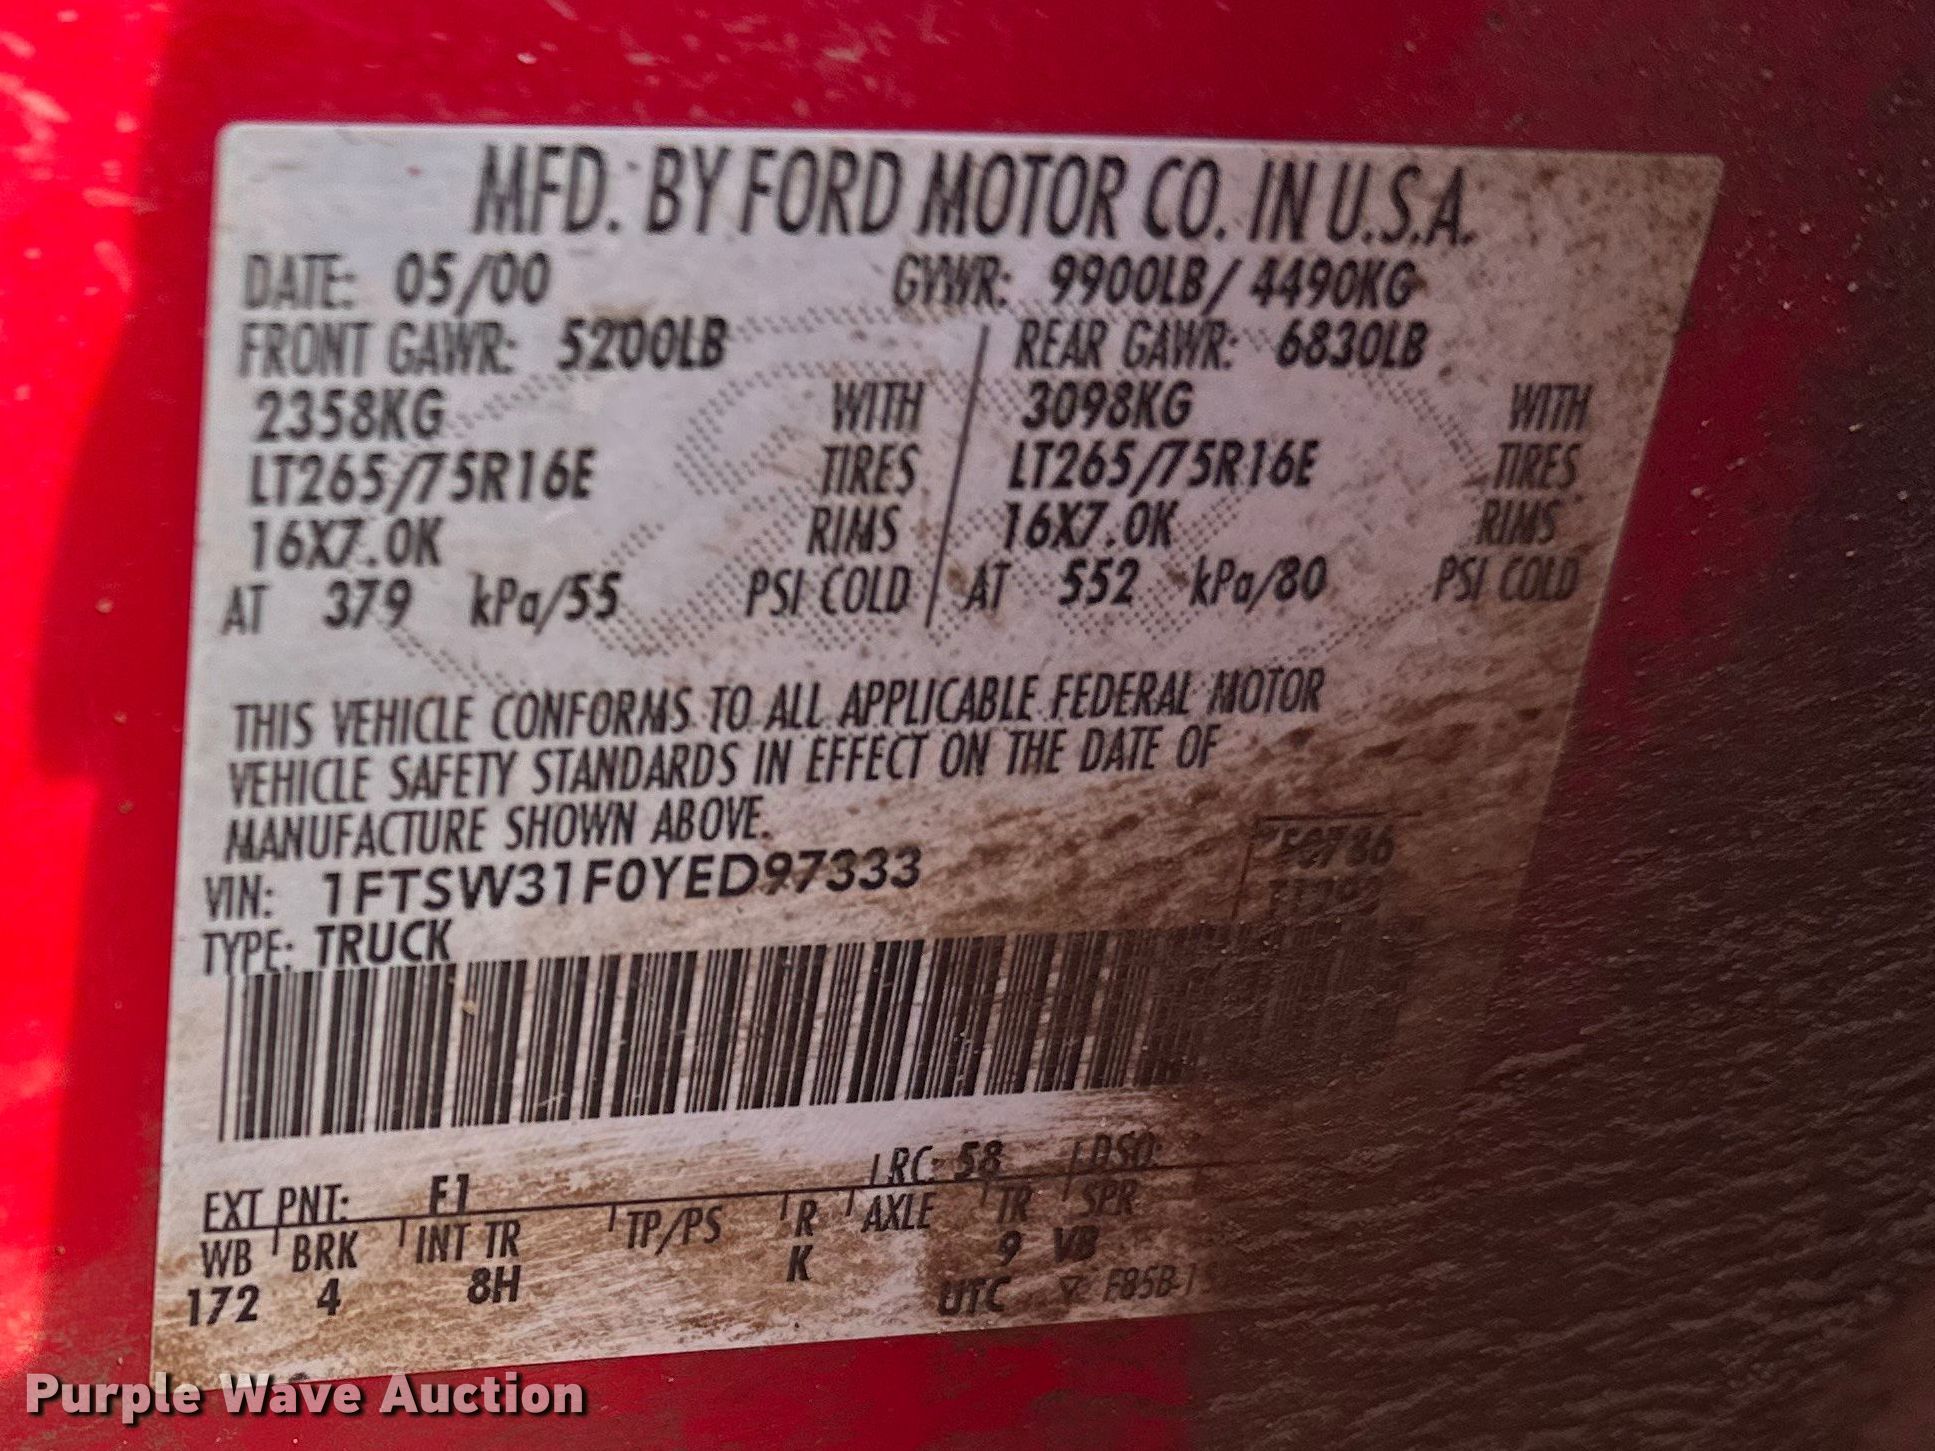 MFD. BY FORD MOTOR CO. IN U.S.A.
DATE: 05/00 GVWR: 9900LB/ 4490KG
FRONT GAWR: 5200LB REAR GAWR: 6830LB
2358KG WITH 3098KG WITH
LT265/75R16E TIRES LT265/75R16E TIRES
16X7.0K RIMS 16X7.0K RIMS
AT 379 kPa/55 PSI COLD AT 552 kPa/80 PSI COLD
THIS VEHICLE CONFORMS TO ALL APPLICABLE FEDERAL MOTOR
VEHICLE SAFETY STANDARDS IN EFFECT ON THE DATE OF
MANUFACTURE SHOWN ABOVE.
VIN: 1FTSW31F0YED97333
TYPE: TRUCK
EXT PNT: F1 RC: 58 DSO:
WB BRK INT TR TP/PS R AXLE TR SPR
172 4 8H K 9 VB
UTC
Purple Wave Auction